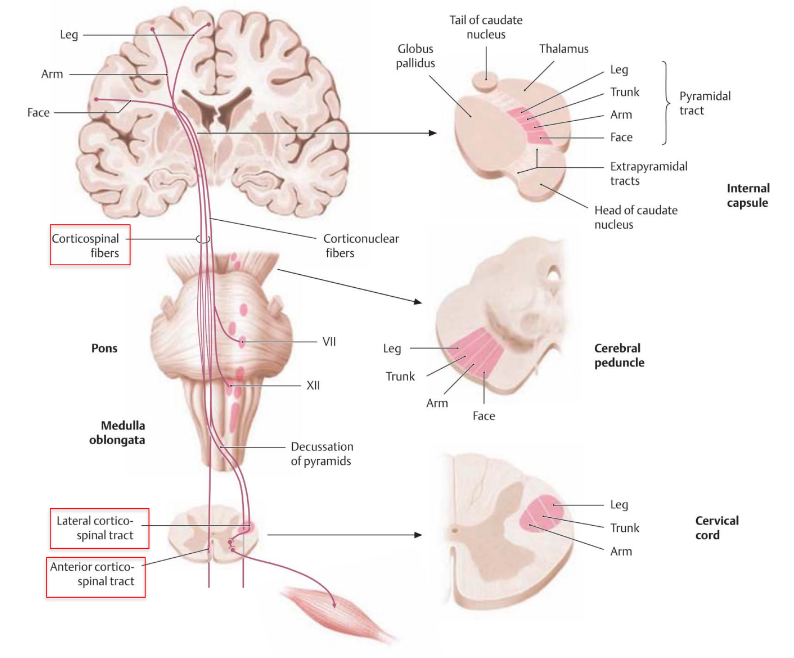 Leg
Arm
Face
Tail of caudate
nucleus
Globus
pallidus
Thalamus
Leg
Trunk
Arm
Face
Pyramidal
tract
Extrapyramidal
tracts
Head of caudate
nucleus
Internal
capsule
Corticospinal
fibers
Corticonuclear
fibers
Pons
VII
XII
Medulla
oblongata
Decussation
of pyramids
Leg
Trunk
Arm
Face
Cerebral
peduncle
Lateral cortico-
spinal tract
Anterior cortico-
spinal tract
Leg
Trunk
Arm
Cervical
cord